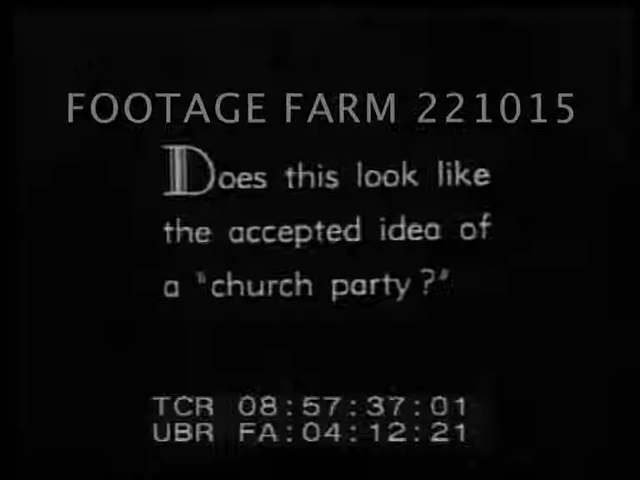 FOOTAGE FARM 221015
Does this look like
the accepted idea of
a "church party?"
TCR 08:57:37:01
UBR FA:04:12:21